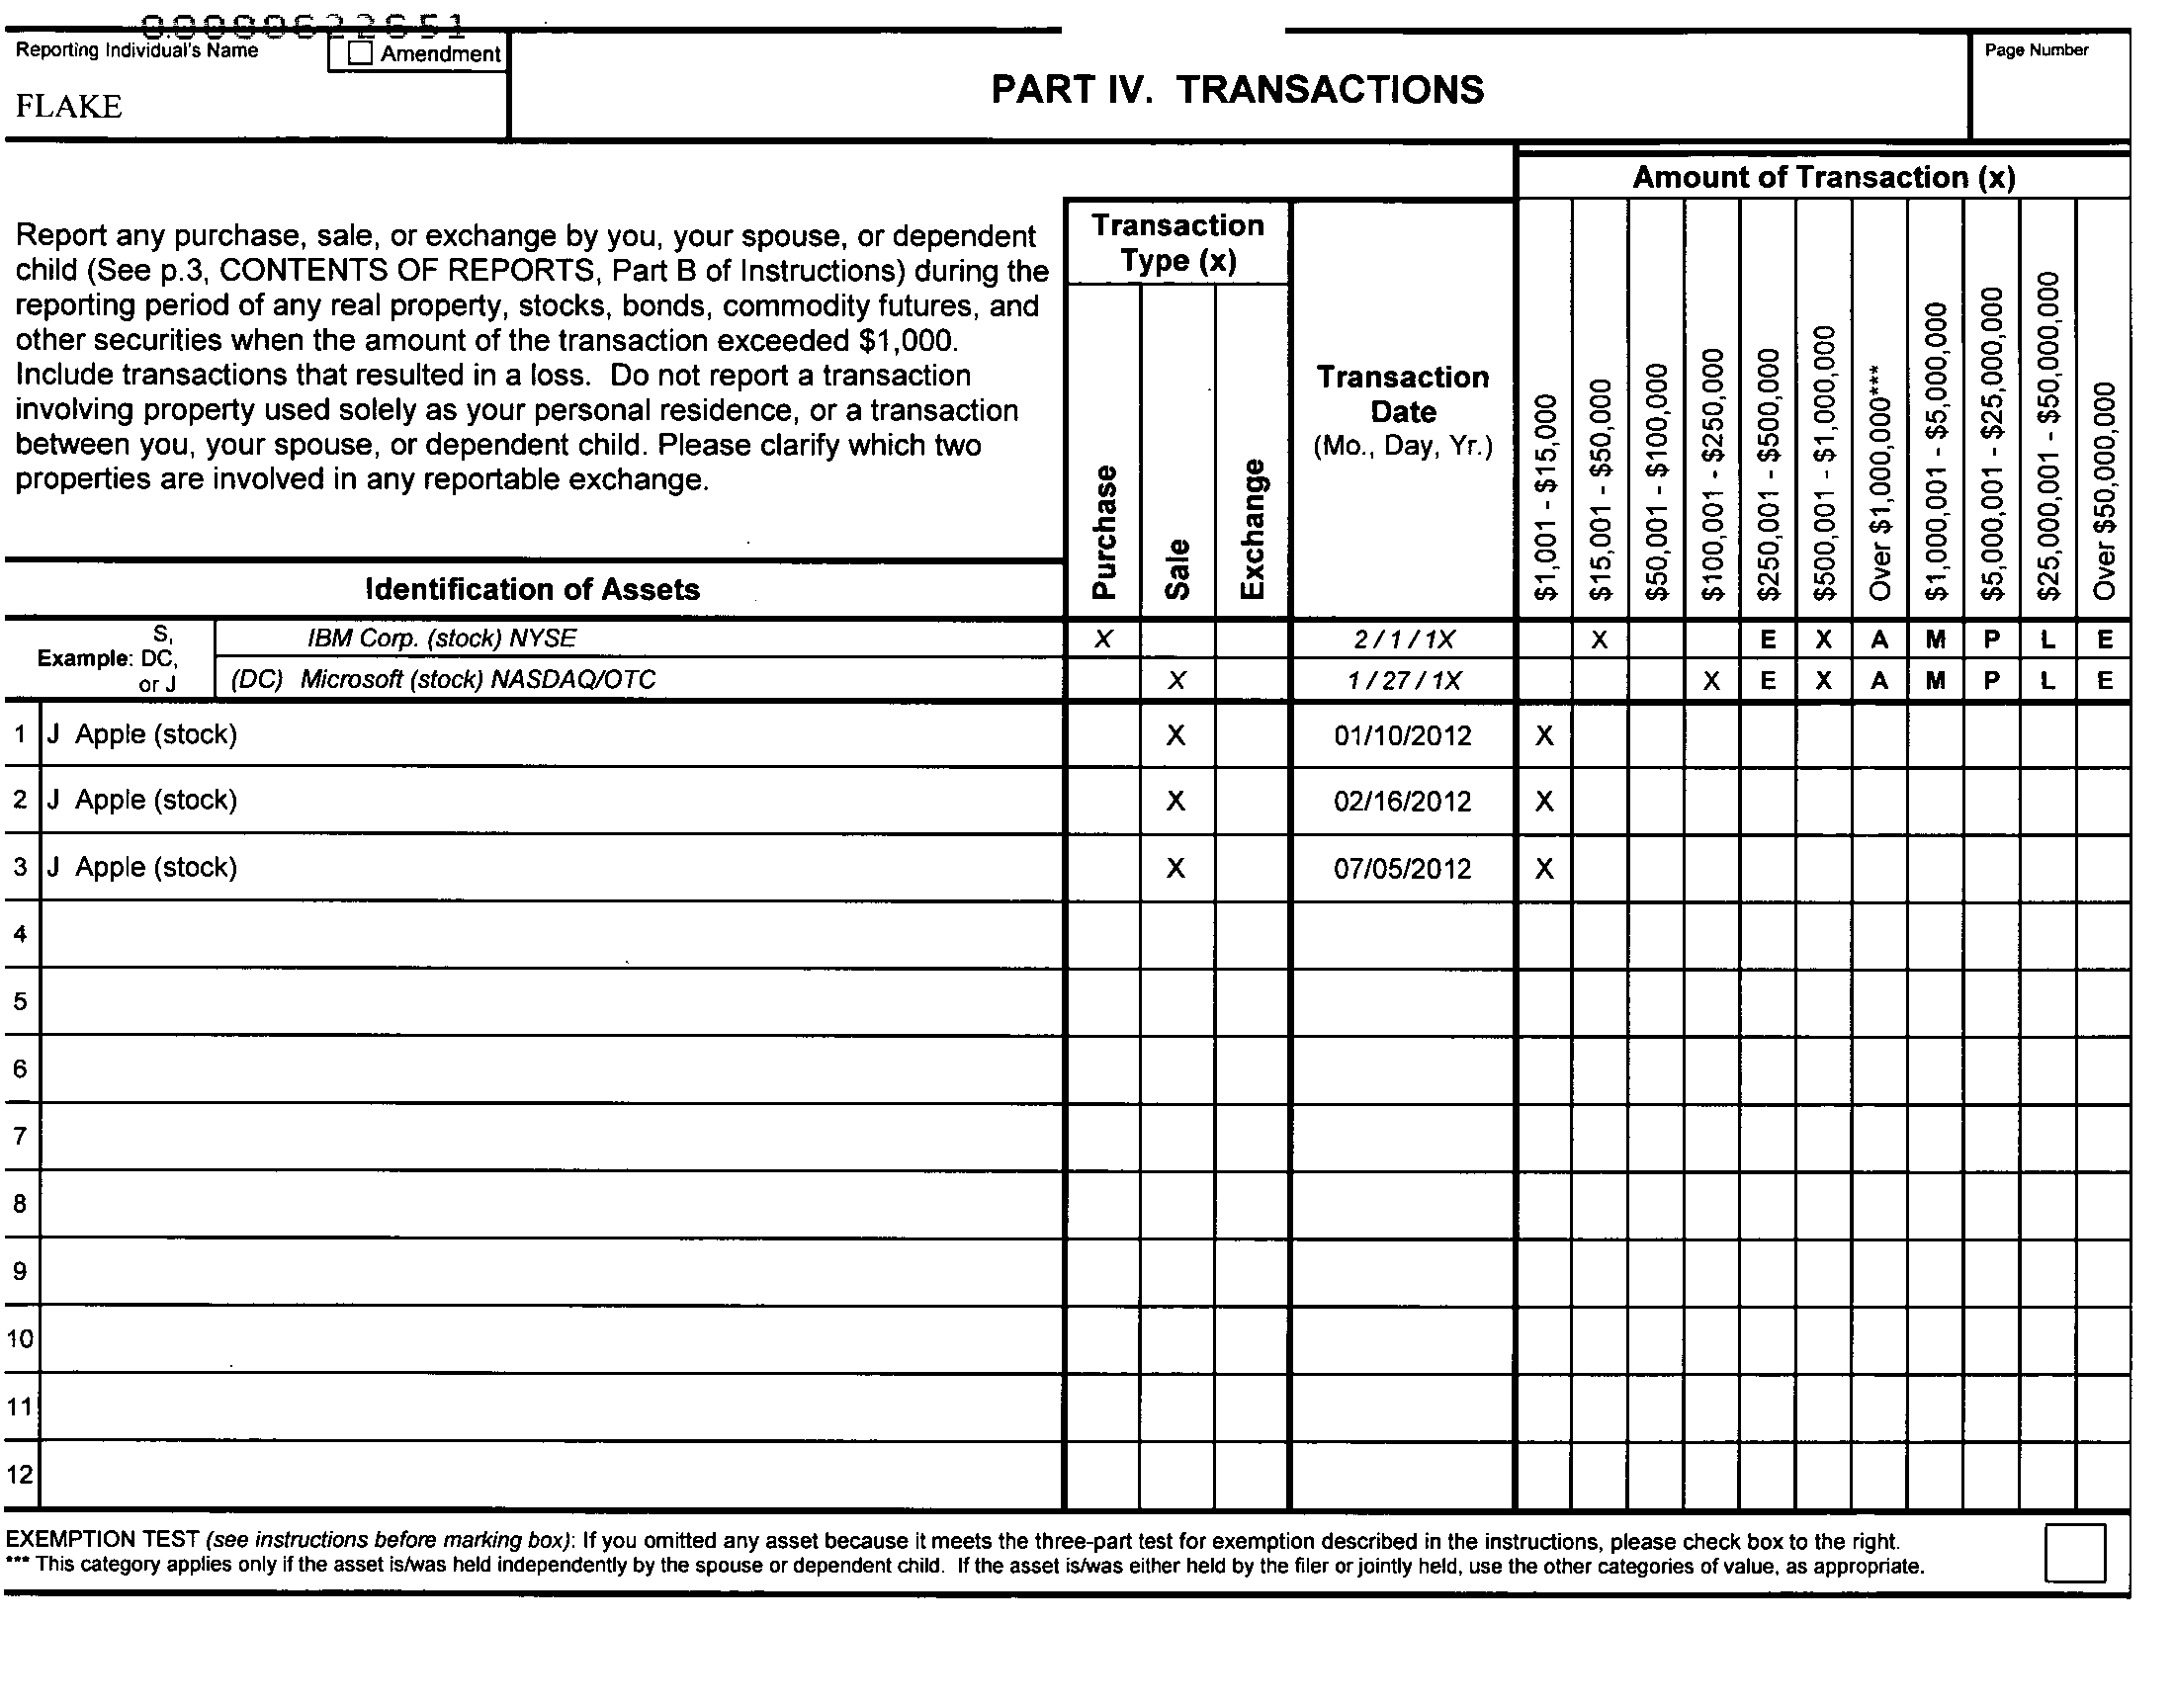 00000622651
Reporting Individual's Name
☐ Amendment
FLAKE
PART IV. TRANSACTIONS
Page Number
Report any purchase, sale, or exchange by you, your spouse, or dependent
child (See p.3, CONTENTS OF REPORTS, Part B of Instructions) during the
reporting period of any real property, stocks, bonds, commodity futures, and
other securities when the amount of the transaction exceeded $1,000.
Include transactions that resulted in a loss. Do not report a transaction
involving property used solely as your personal residence, or a transaction
between you, your spouse, or dependent child. Please clarify which two
properties are involved in any reportable exchange.
Identification of Assets
Transaction
Type (x)
Purchase
Sale
Exchange
Transaction
Date
(Mo., Day, Yr.)
Amount of Transaction (x)
$1,001 - $15,000
$15,001 - $50,000
$50,001 - $100,000
$100,001 - $250,000
$250,001 - $500,000
$500,001 - $1,000,000
Over $1,000,000***
$1,000,001 - $5,000,000
$5,000,001 - $25,000,000
$25,000,001 - $50,000,000
Over $50,000,000
Example: S, DC, or J
IBM Corp. (stock) NYSE X 2 / 1 / 1X X E X A M P L E
(DC) Microsoft (stock) NASDAQ/OTC X 1 / 27 / 1X X E X A M P L E
1 J Apple (stock) X 01/10/2012 X
2 J Apple (stock) X 02/16/2012 X
3 J Apple (stock) X 07/05/2012 X
4
5
6
7
8
9
10
11
12
EXEMPTION TEST (see instructions before marking box): If you omitted any asset because it meets the three-part test for exemption described in the instructions, please check box to the right.
*** This category applies only if the asset is/was held independently by the spouse or dependent child. If the asset is/was either held by the filer or jointly held, use the other categories of value, as appropriate.